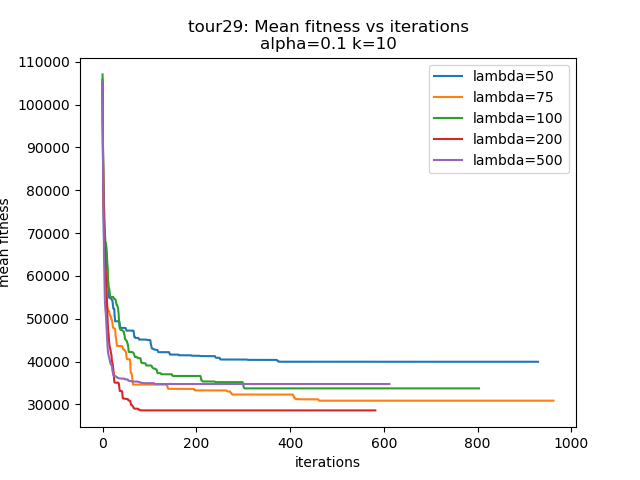 tour29: Mean fitness vs iterations
alpha=0.1 k=10
110000
100000
90000
80000
70000
60000
50000
40000
30000
mean fitness
lambda=50
lambda=75
lambda=100
lambda=200
lambda=500
0
200
400
600
800
1000
iterations